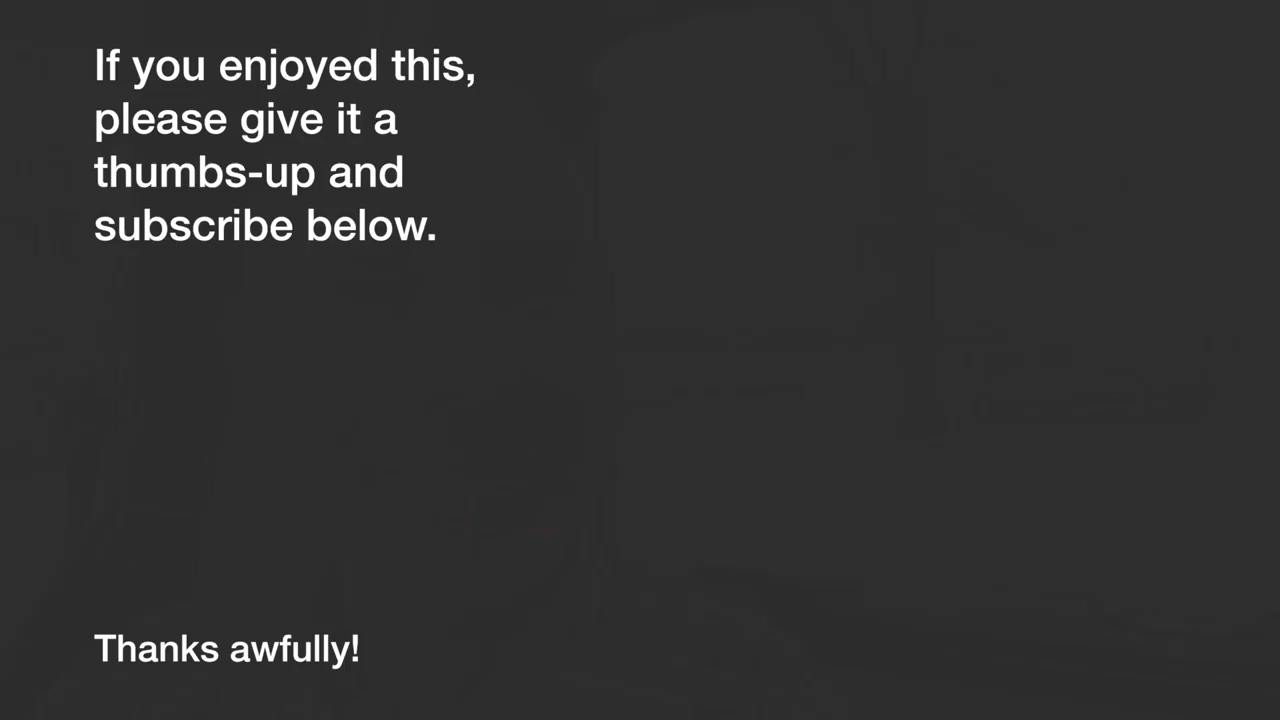 If you enjoyed this,
please give it a
thumbs-up and
subscribe below.
Thanks awfully!